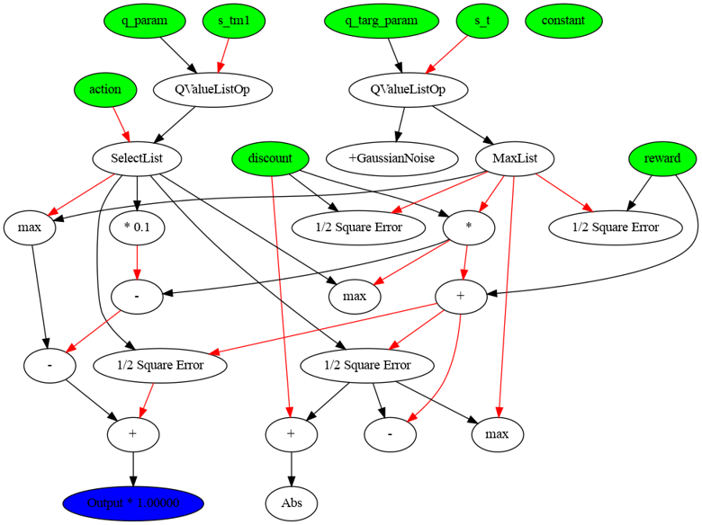 q_param
s_tm1
q_targ_param
s_t
constant
action
QValueListOp
QValueListOp
SelectList
discount
+GaussianNoise
MaxList
reward
max
* 0.1
1/2 Square Error
*
1/2 Square Error
-
max
+
-
1/2 Square Error
1/2 Square Error
+
+
-
max
Output * 1.00000
Abs